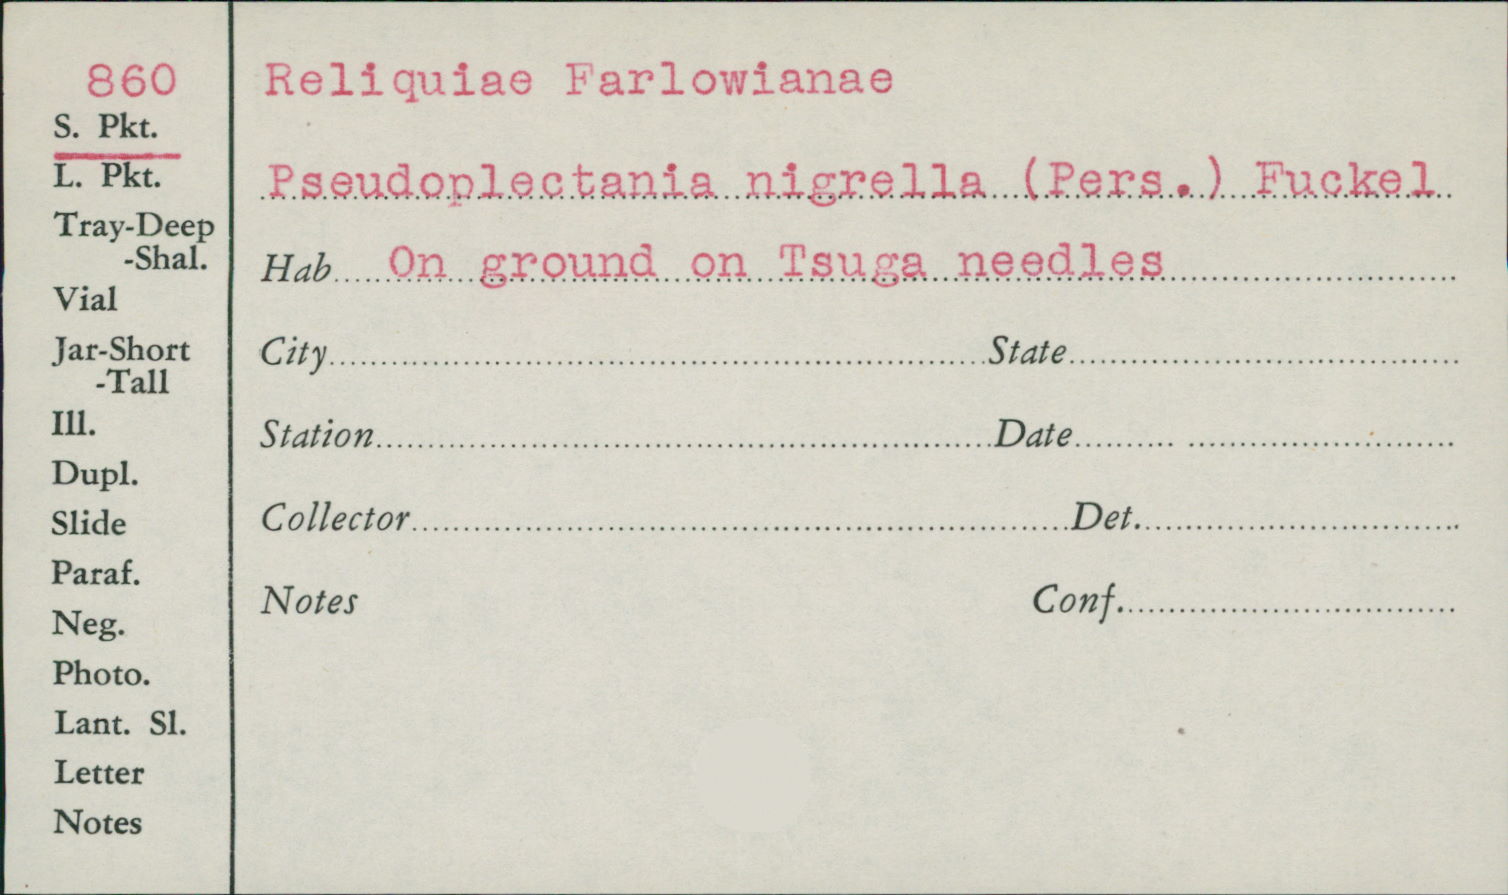 860
S. Pkt.
L. Pkt.
Tray-Deep
-Shal.
Vial
Jar-Short
-Tall
Ill.
Dupl.
Slide
Paraf.
Neg.
Photo.
Lant. Sl.
Letter
Notes
Reliquiae Farlowianae
Pseudoplectania nigrella (Pers.) Fuckel
Hab. On ground on Tsuga needles
City State
Station Date
Collector Det.
Notes Conf.